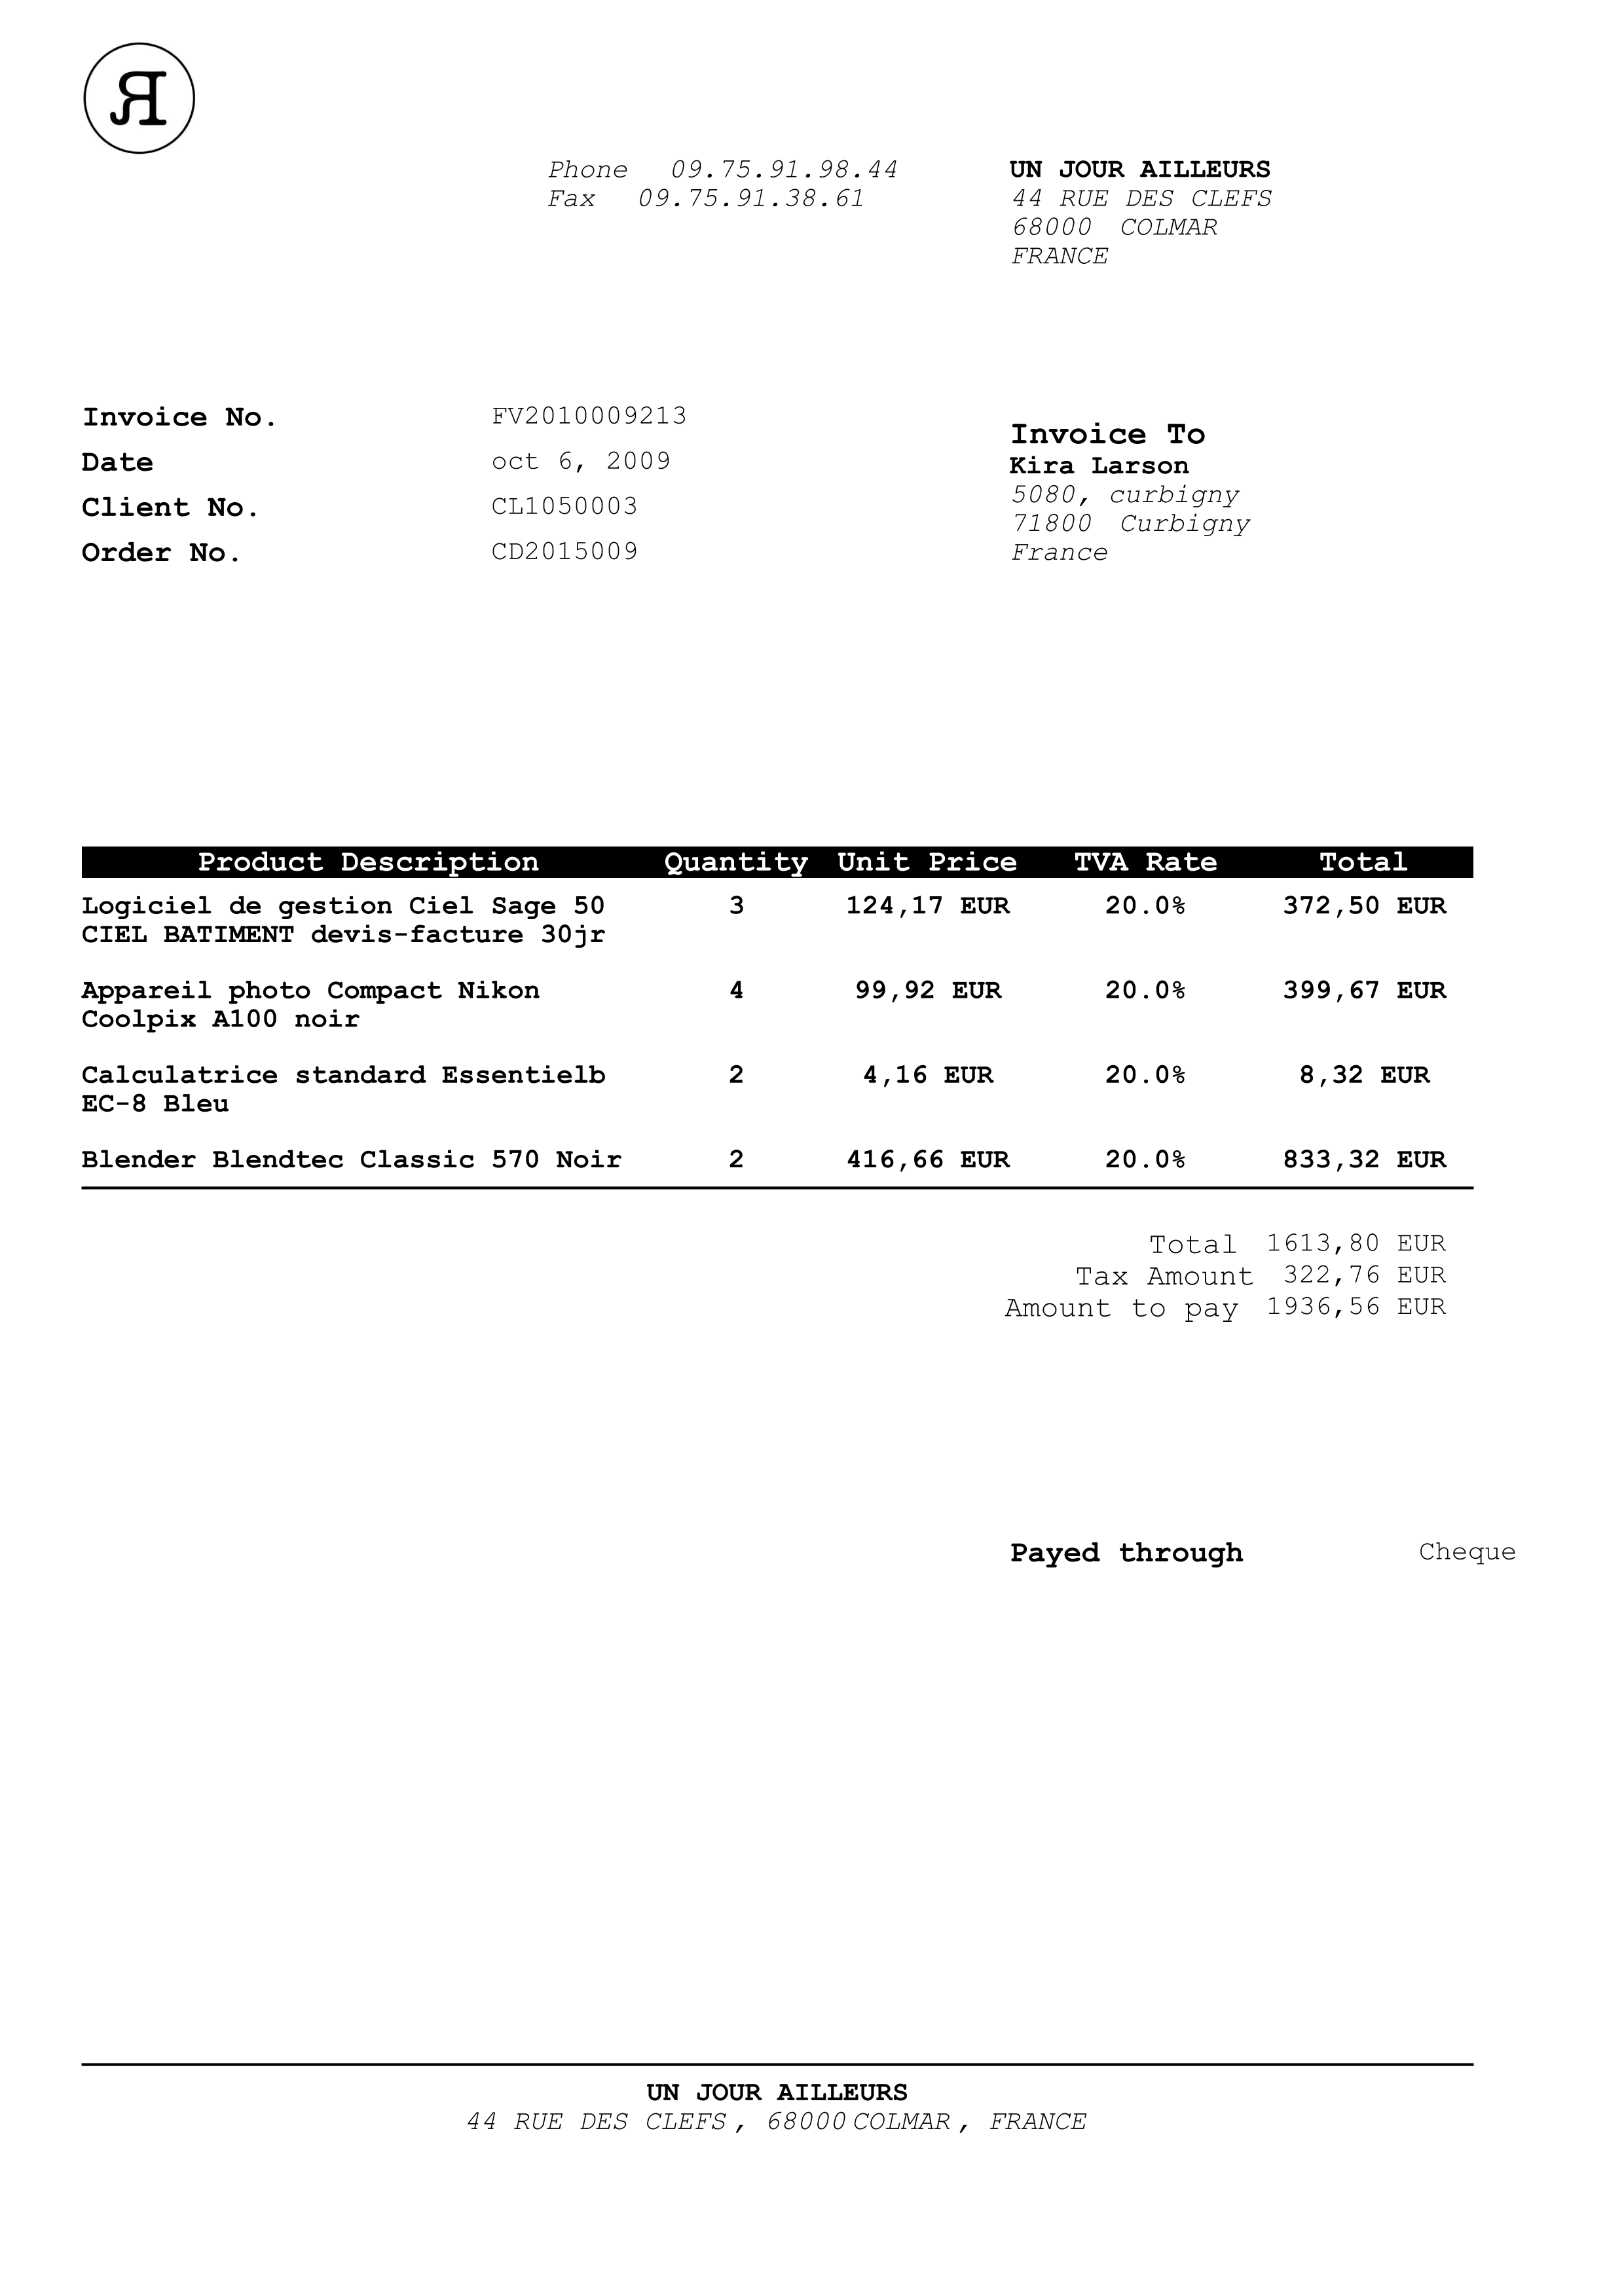 Я
Phone 09.75.91.98.44
Fax 09.75.91.38.61
UN JOUR AILLEURS
44 RUE DES CLEFS
68000 COLMAR
FRANCE
Invoice No. FV2010009213
Date oct 6, 2009
Client No. CL1050003
Order No. CD2015009
Invoice To
Kira Larson
5080, curbigny
71800 Curbigny
France
Product Description Quantity Unit Price TVA Rate Total
Logiciel de gestion Ciel Sage 50 3 124,17 EUR 20.0% 372,50 EUR
CIEL BATIMENT devis-facture 30jr
Appareil photo Compact Nikon 4 99,92 EUR 20.0% 399,67 EUR
Coolpix A100 noir
Calculatrice standard Essentielb 2 4,16 EUR 20.0% 8,32 EUR
EC-8 Bleu
Blender Blendtec Classic 570 Noir 2 416,66 EUR 20.0% 833,32 EUR
Total 1613,80 EUR
Tax Amount 322,76 EUR
Amount to pay 1936,56 EUR
Payed through Cheque
UN JOUR AILLEURS
44 RUE DES CLEFS, 68000 COLMAR, FRANCE